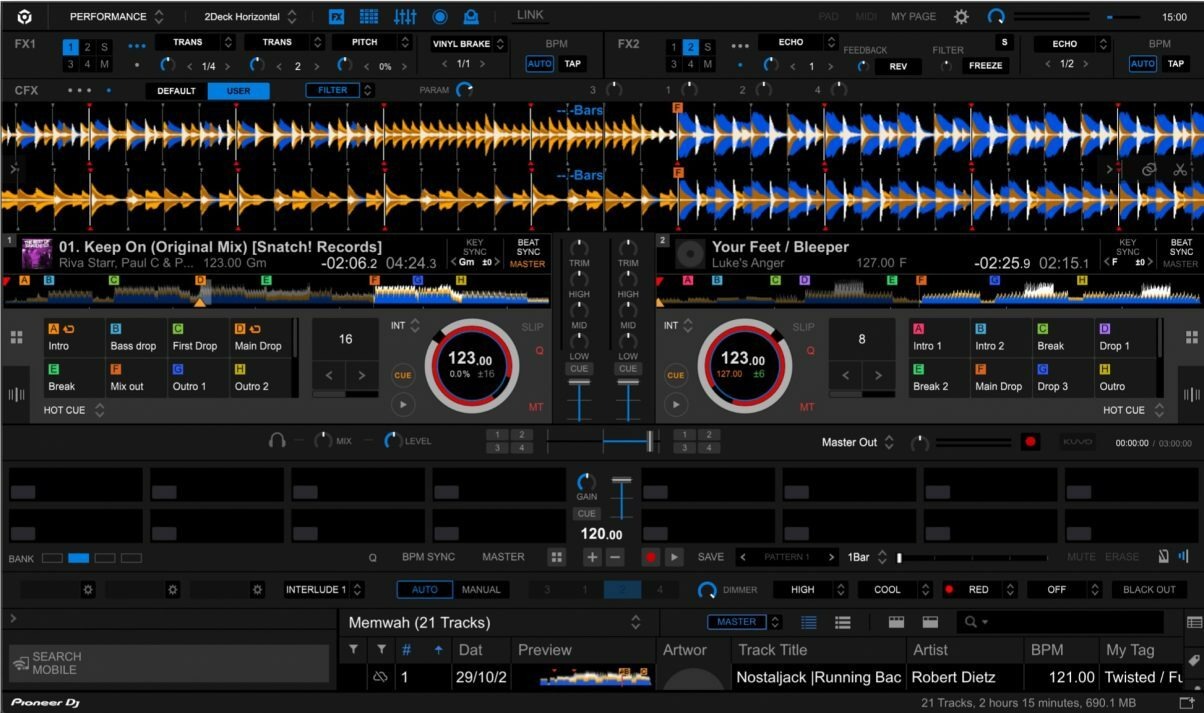 PERFORMANCE 2Deck Horizontal FX LINK PAD MIDI MY PAGE 15:00
FX1 1 2 S TRANS TRANS PITCH VINYL BRAKE BPM FX2 1 2 S ECHO FEEDBACK FILTER S ECHO BPM
3 4 M < 1/4 > < 2 > < 0% > < 1/1 > AUTO TAP 3 4 M < 1 > REV FREEZE < 1/2 > AUTO TAP
CFX DEFAULT USER FILTER PARAM 3 1 2 4
--:-Bars F
--:-Bars F
1 01. Keep On (Original Mix) [Snatch! Records] KEY SYNC BEAT SYNC
Riva Starr, Paul C & P... 123.00 Gm -02:06.2 04:24.3 < Gm ±0 > MASTER
2 Your Feet / Bleeper KEY SYNC BEAT SYNC
Luke's Anger 127.00 F -02:25.9 02:15.1 < F ±0 > MASTER
TRIM TRIM
HIGH HIGH
MID MID
LOW LOW
CUE CUE
A B C D E F G H
A B C D E F G H
A B C D
Intro Bass drop First Drop Main Drop
E F G H
Break Mix out Outro 1 Outro 2
HOT CUE
16
< >
INT SLIP
123.00 Q
0.0% ±16
CUE
MT
INT SLIP
123.00 Q
127.00 ±6
CUE
MT
8
< >
A B C D
Intro 1 Intro 2 Break Drop 1
E F G H
Break 2 Main Drop Drop 3 Outro
HOT CUE
MIX LEVEL 1 2 3 4 1 2 3 4 Master Out KUVO 00:00:00 / 03:00:00
GAIN
CUE
120.00
BANK Q BPM SYNC MASTER + − SAVE < PATTERN 1 > 1Bar MUTE ERASE
INTERLUDE 1 AUTO MANUAL 3 1 2 4 DIMMER HIGH COOL RED OFF BLACK OUT
Memwah (21 Tracks) MASTER
SEARCH
MOBILE
# Dat Preview Artwor Track Title Artist BPM My Tag
1 29/10/2 Nostaljack |Running Bac Robert Dietz 121.00 Twisted / Fu
Pioneer Dj 21 Tracks, 2 hours 15 minutes, 690.1 MB